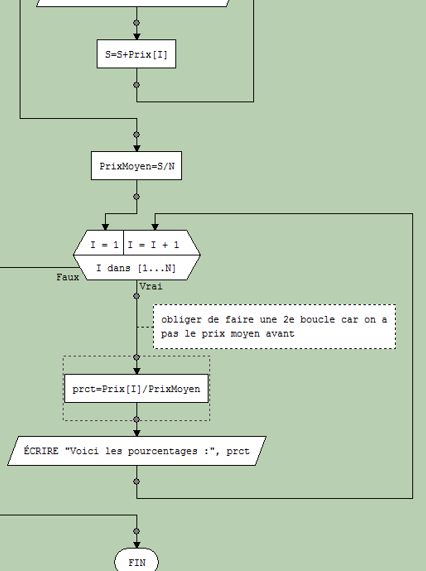 S=S+Prix[I]
PrixMoyen=S/N
I = 1 I = I + 1
I dans [1...N]
Faux
Vrai
obliger de faire une 2e boucle car on a
pas le prix moyen avant
prct=Prix[I]/PrixMoyen
ÉCRIRE "Voici les pourcentages :", prct
FIN